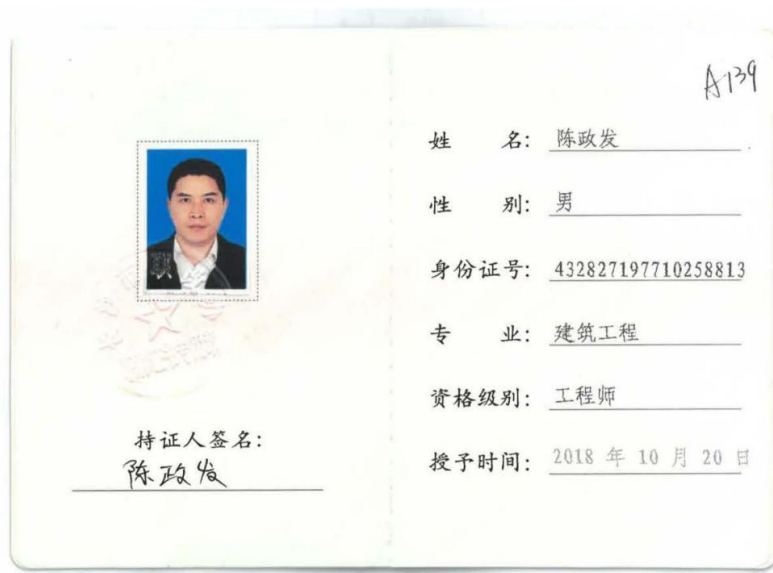 A139
姓 名: 陈政发
性 别: 男
身份证号: 432827197710258813
专 业: 建筑工程
资格级别: 工程师
授予时间: 2018 年 10 月 20 日
持证人签名:
陈政发